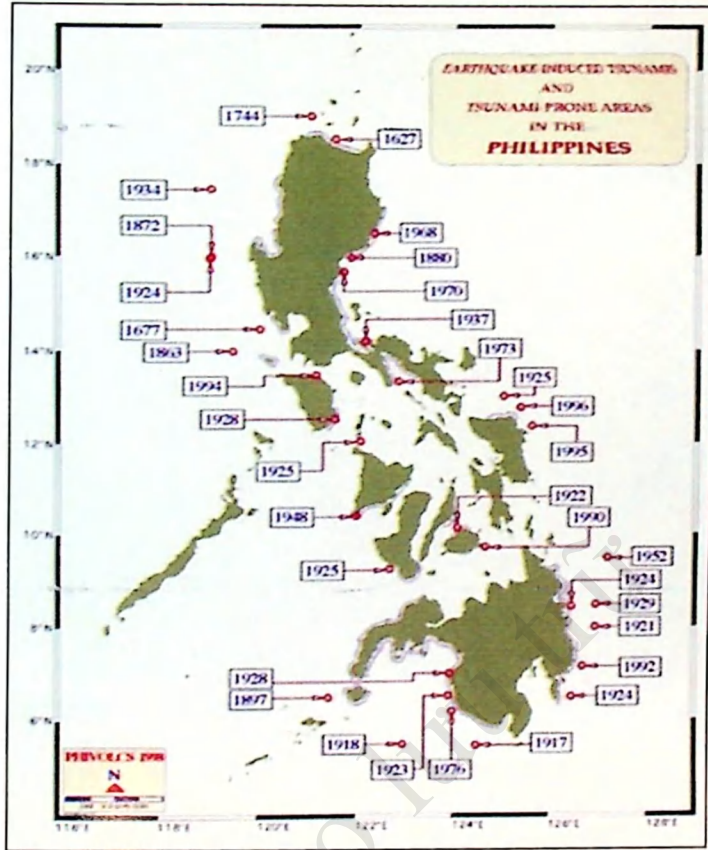 EARTHQUAKE-INDUCED TSUNAMIS
AND
TSUNAMI-PRONE AREAS
IN THE
PHILIPPINES
20°N
1744
1627
18°N
1934
1872
1968
1880
16°N
1924
1970
1937
1677
1863
1973
14°N
1994
1925
1996
1928
1995
12°N
1925
1922
1948
1990
10°N
1952
1925
1924
1929
8°N
1921
1992
1928
1897
1924
6°N
1918
1917
1923
1976
PHIVOLCS 1998
N
116°E
118°E
120°E
122°E
124°E
126°E
128°E